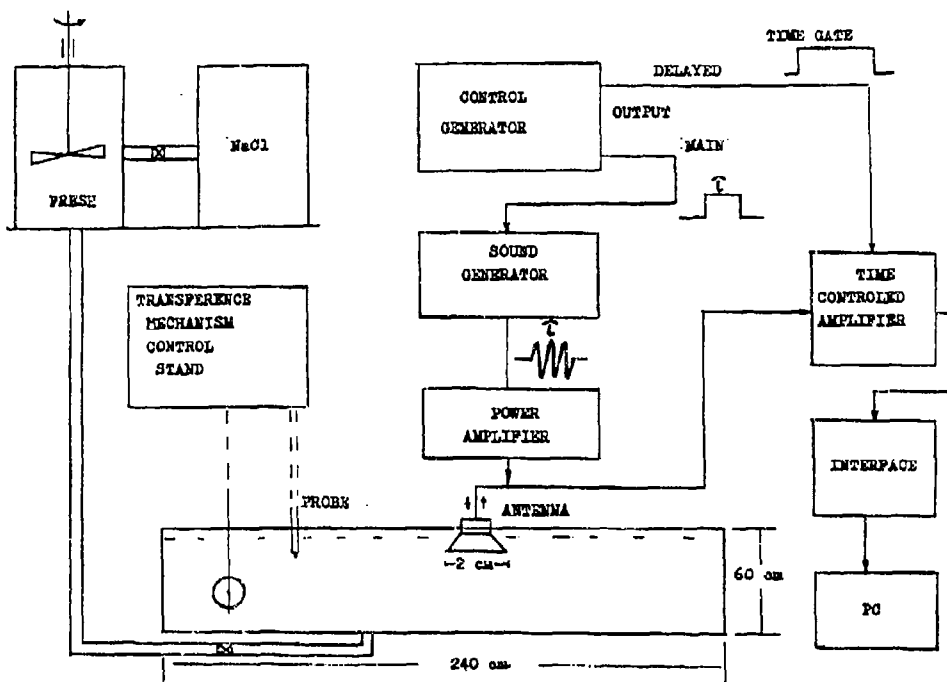 TIME GATE
DELAYED
CONTROL
GENERATOR
OUTPUT
MAIN
NaCl
FRESH
τ
SOUND
GENERATOR
TIME
CONTROLED
AMPLIFIER
TRANSFERENCE
MECHANISM
CONTROL
STAND
τ
POWER
AMPLIFIER
INTERFACE
PROBE
ANTENNA
2 cm
60 cm
PC
240 cm